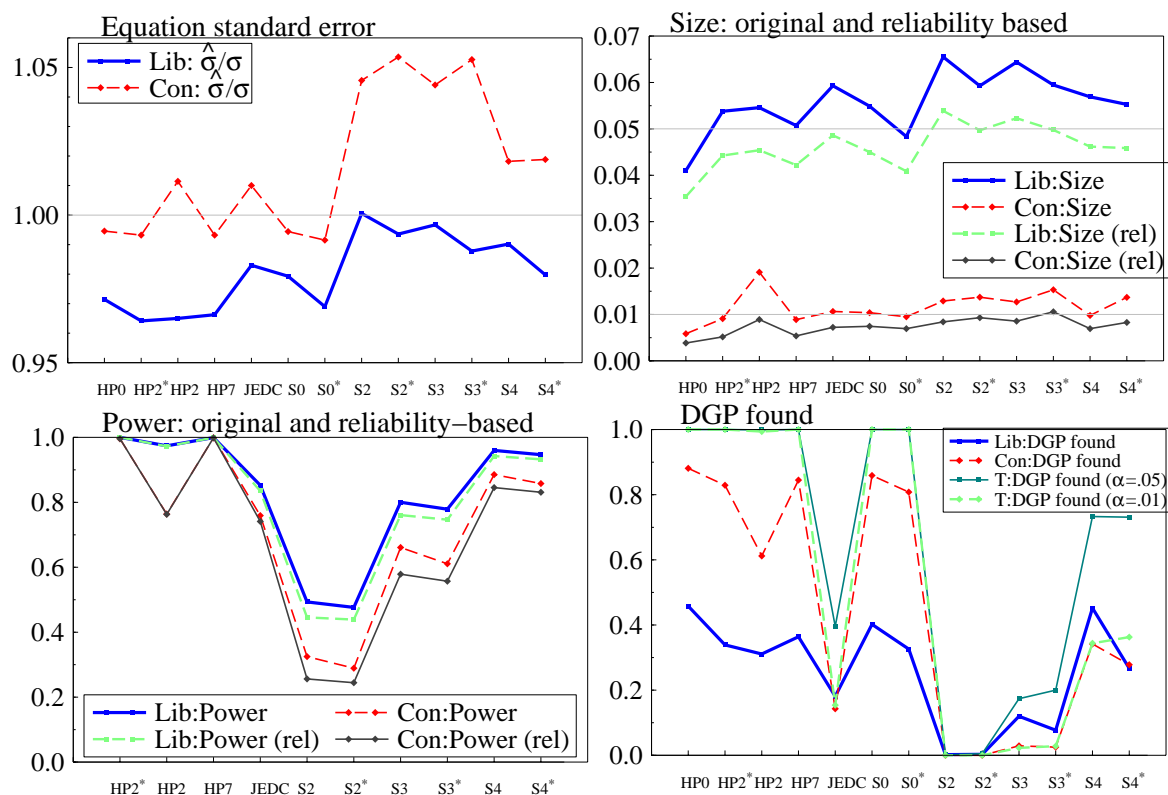 Equation standard error
Lib: σ̂/σ
Con: σ̂/σ
1.05
1.00
0.95
HP0 HP2* HP2 HP7 JEDC S0 S0* S2 S2* S3 S3* S4 S4*
Size: original and reliability based
0.07
0.06
0.05
0.04
0.03
0.02
0.01
0.00
Lib:Size
Con:Size
Lib:Size (rel)
Con:Size (rel)
HP0 HP2* HP2 HP7 JEDC S0 S0* S2 S2* S3 S3* S4 S4*
Power: original and reliability−based
1.0
0.8
0.6
0.4
0.2
0.0
Lib:Power Con:Power
Lib:Power (rel) Con:Power (rel)
HP2* HP2 HP7 JEDC S2 S2* S3 S3* S4 S4*
DGP found
1.0
0.8
0.6
0.4
0.2
0.0
Lib:DGP found
Con:DGP found
T:DGP found (α=.05)
T:DGP found (α=.01)
HP0 HP2* HP2 HP7 JEDC S0 S0* S2 S2* S3 S3* S4 S4*